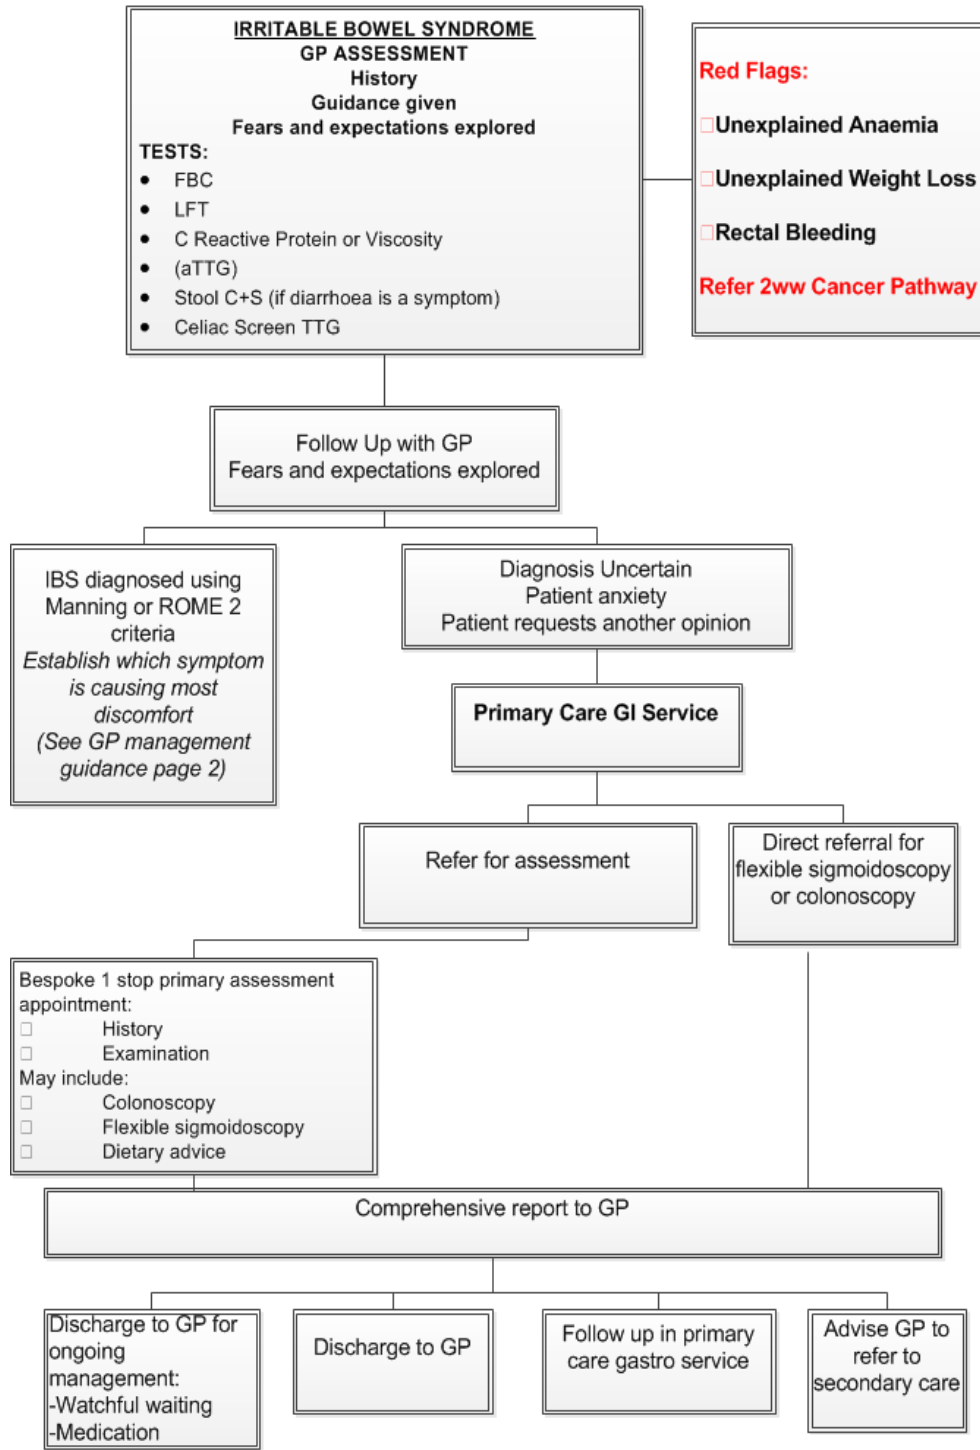 IRRITABLE BOWEL SYNDROME
GP ASSESSMENT
History
Guidance given
Fears and expectations explored
TESTS:
• FBC
• LFT
• C Reactive Protein or Viscosity
• (aTTG)
• Stool C+S (if diarrhoea is a symptom)
• Celiac Screen TTG
Red Flags:
Unexplained Anaemia
Unexplained Weight Loss
Rectal Bleeding
Refer 2ww Cancer Pathway
Follow Up with GP
Fears and expectations explored
IBS diagnosed using
Manning or ROME 2
criteria
Establish which symptom
is causing most
discomfort
(See GP management
guidance page 2)
Diagnosis Uncertain
Patient anxiety
Patient requests another opinion
Primary Care GI Service
Refer for assessment
Direct referral for
flexible sigmoidoscopy
or colonoscopy
Bespoke 1 stop primary assessment
appointment:
History
Examination
May include:
Colonoscopy
Flexible sigmoidoscopy
Dietary advice
Comprehensive report to GP
Discharge to GP for
ongoing
management:
-Watchful waiting
-Medication
Discharge to GP
Follow up in primary
care gastro service
Advise GP to
refer to
secondary care